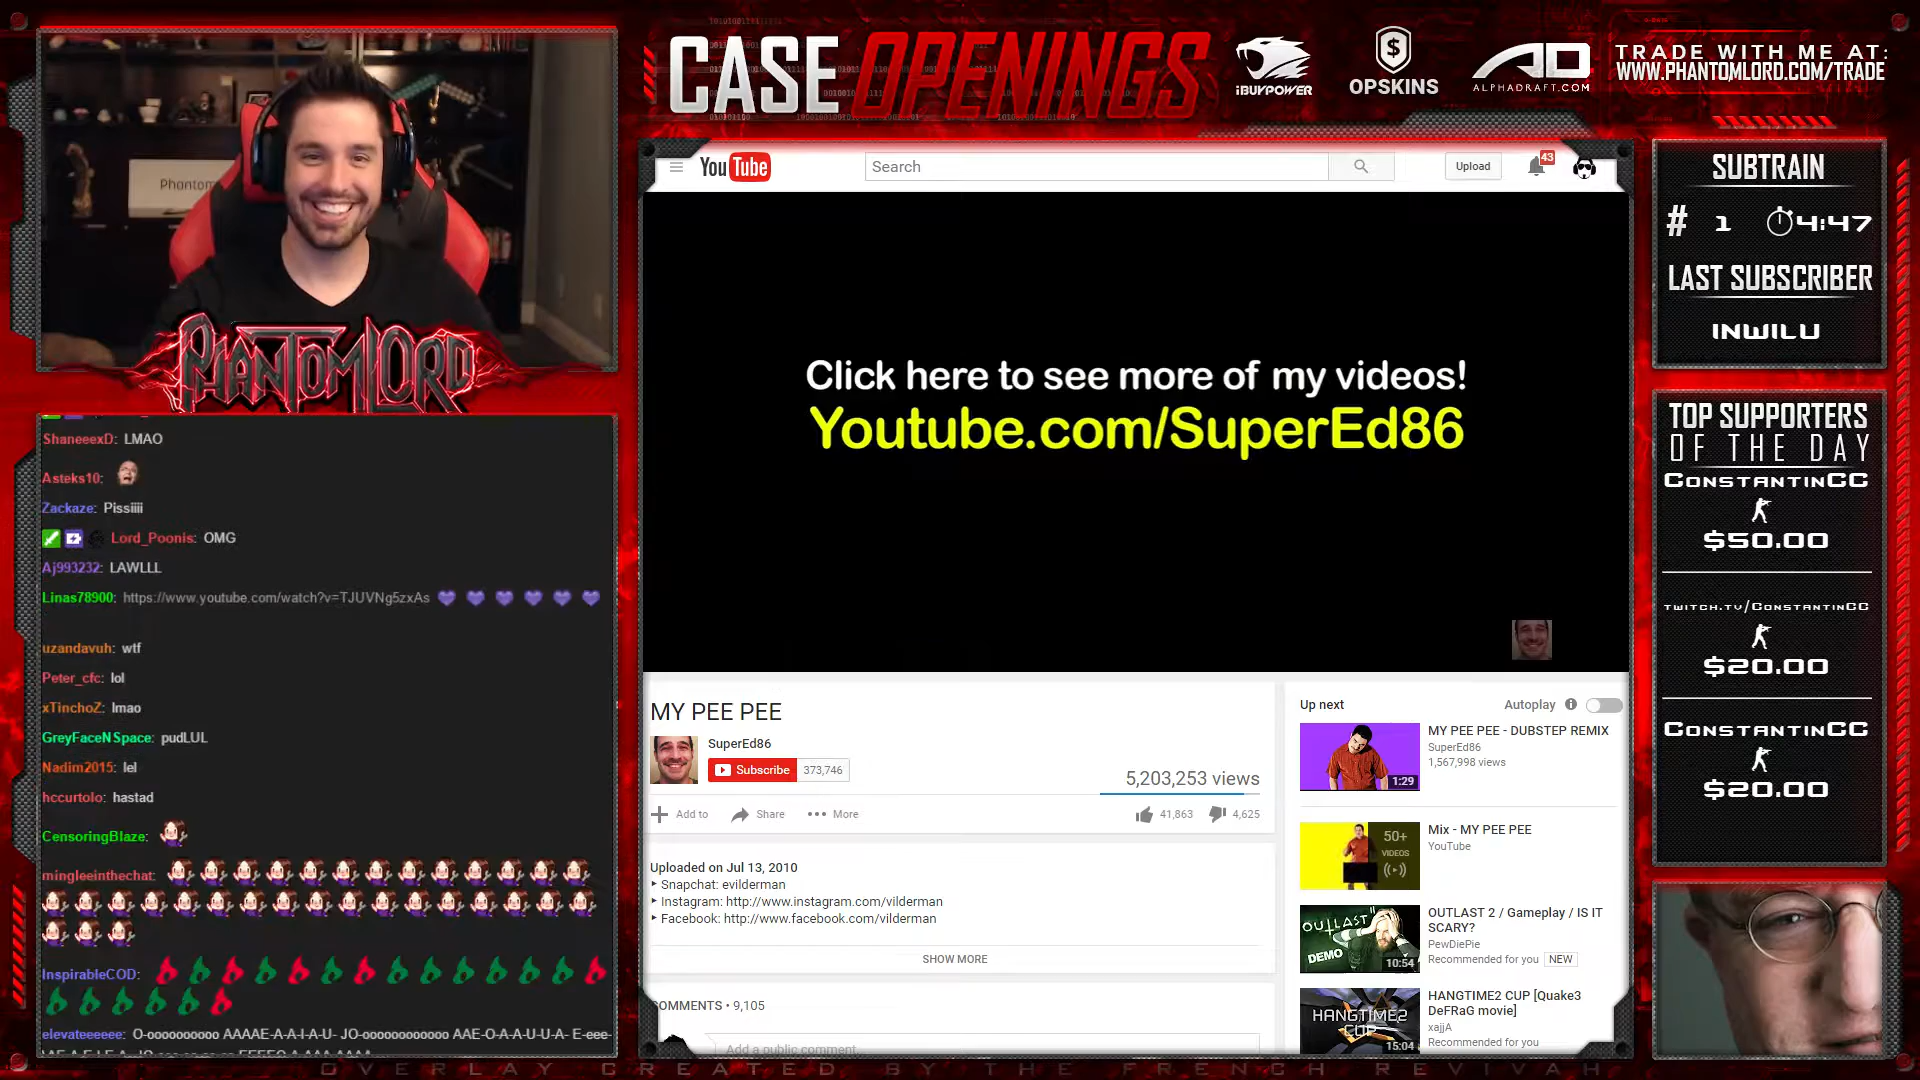 CASE OPENINGS
iBUYPOWER
OPSKINS
ALPHADRAFT.COM
TRADE WITH ME AT:
WWW.PHANTOMLORD.COM/TRADE
Phantom
PHANTOMLORD
ShaneeexD: LMAO
Asteks10:
Zackaze: Pissiiii
Lord_Poonis: OMG
Aj993232: LAWLLL
Linas78900: https://www.youtube.com/watch?v=TJUVNg5zxAs
uzandavuh: wtf
Peter_cfc: lol
xTinchoZ: lmao
GreyFaceNSpace: pudLUL
Nadim2015: lel
hccurtolo: hastad
CensoringBlaze:
mingleeinthechat:
InspirableCOD:
elevateeeeee: O-oooooooooo AAAAE-A-A-I-A-U- JO-oooooooooooo AAE-O-A-A-U-U-A- E-eee-
YouTube
Search
Upload
43
Click here to see more of my videos!
Youtube.com/SuperEd86
MY PEE PEE
SuperEd86
Subscribe 373,746
5,203,253 views
Add to Share More
41,863 4,625
Uploaded on Jul 13, 2010
Snapchat: evilderman
Instagram: http://www.instagram.com/vilderman
Facebook: http://www.facebook.com/vilderman
SHOW MORE
COMMENTS • 9,105
Add a public comment...
Up next
Autoplay
MY PEE PEE - DUBSTEP REMIX
SuperEd86
1,567,998 views
1:29
Mix - MY PEE PEE
YouTube
50+
VIDEOS
OUTLAST 2 / Gameplay / IS IT
SCARY?
PewDiePie
Recommended for you NEW
OUTLAST
DEMO
10:54
HANGTIME2 CUP [Quake3
DeFRaG movie]
xajjA
Recommended for you
HANGTIME2
CUP
15:04
SUBTRAIN
# 1 4:47
LAST SUBSCRIBER
INWILU
TOP SUPPORTERS
OF THE DAY
CONSTANTINCC
$50.00
TWITCH.TV/CONSTANTINCC
$20.00
CONSTANTINCC
$20.00
OVERLAY CREATED BY THE FRENCH REVIVAH